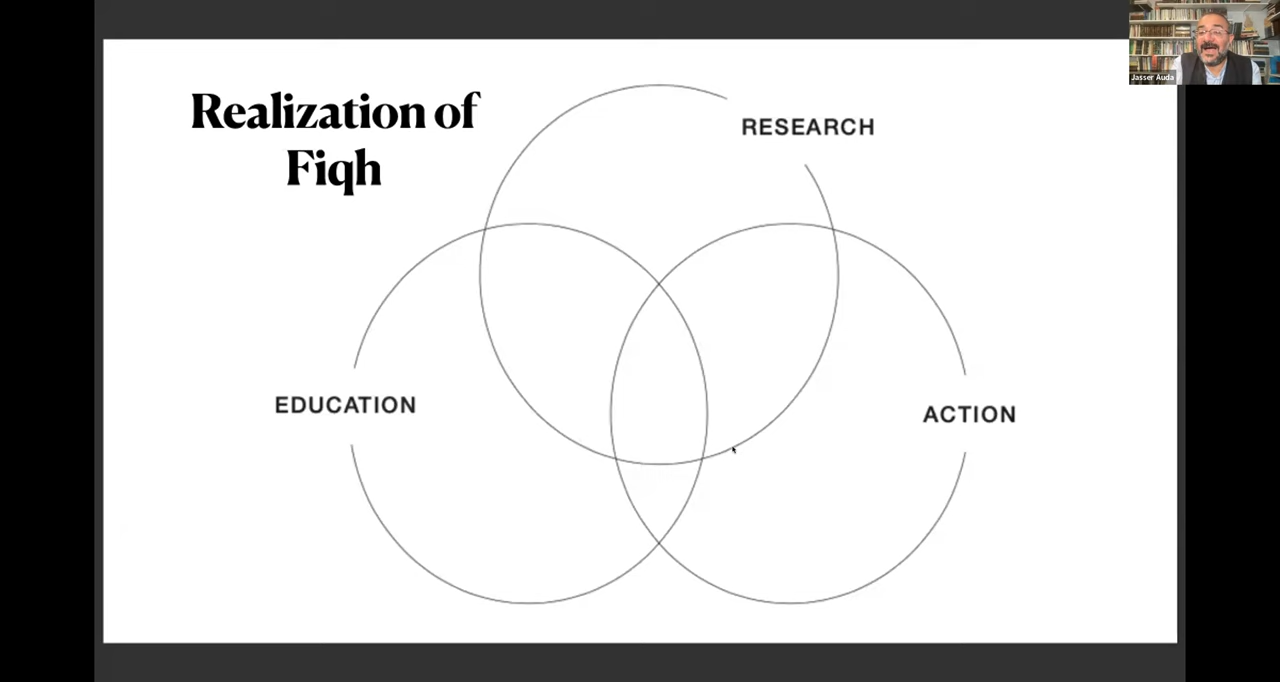 Realization of
Fiqh
RESEARCH
EDUCATION
ACTION
Jasser Auda